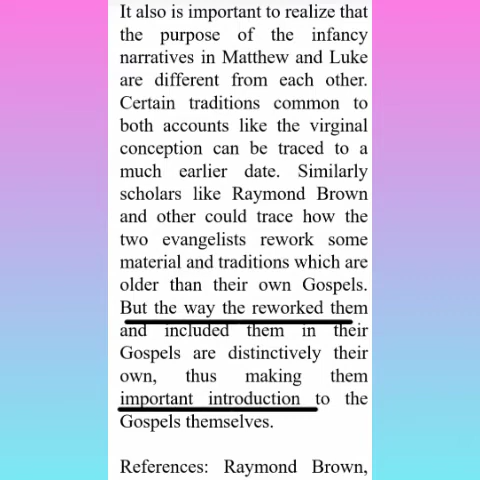 It also is important to realize that
the purpose of the infancy
narratives in Matthew and Luke
are different from each other.
Certain traditions common to
both accounts like the virginal
conception can be traced to a
much earlier date. Similarly
scholars like Raymond Brown
and other could trace how the
two evangelists rework some
material and traditions which are
older than their own Gospels.
But the way the reworked them
and included them in their
Gospels are distinctively their
own, thus making them
important introduction to the
Gospels themselves.
References: Raymond Brown,